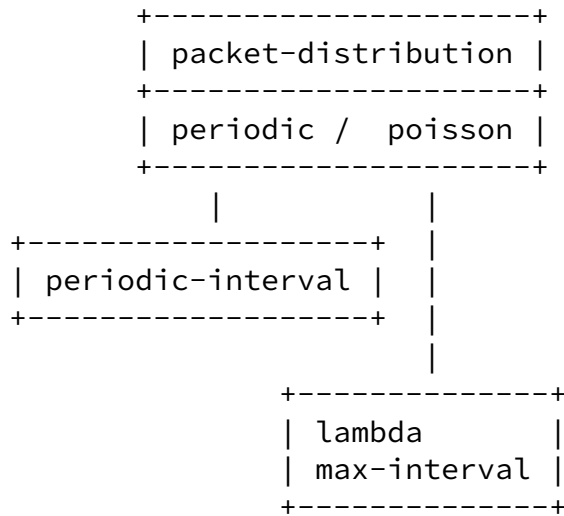 packet-distribution
periodic / poisson
periodic-interval
lambda
max-interval